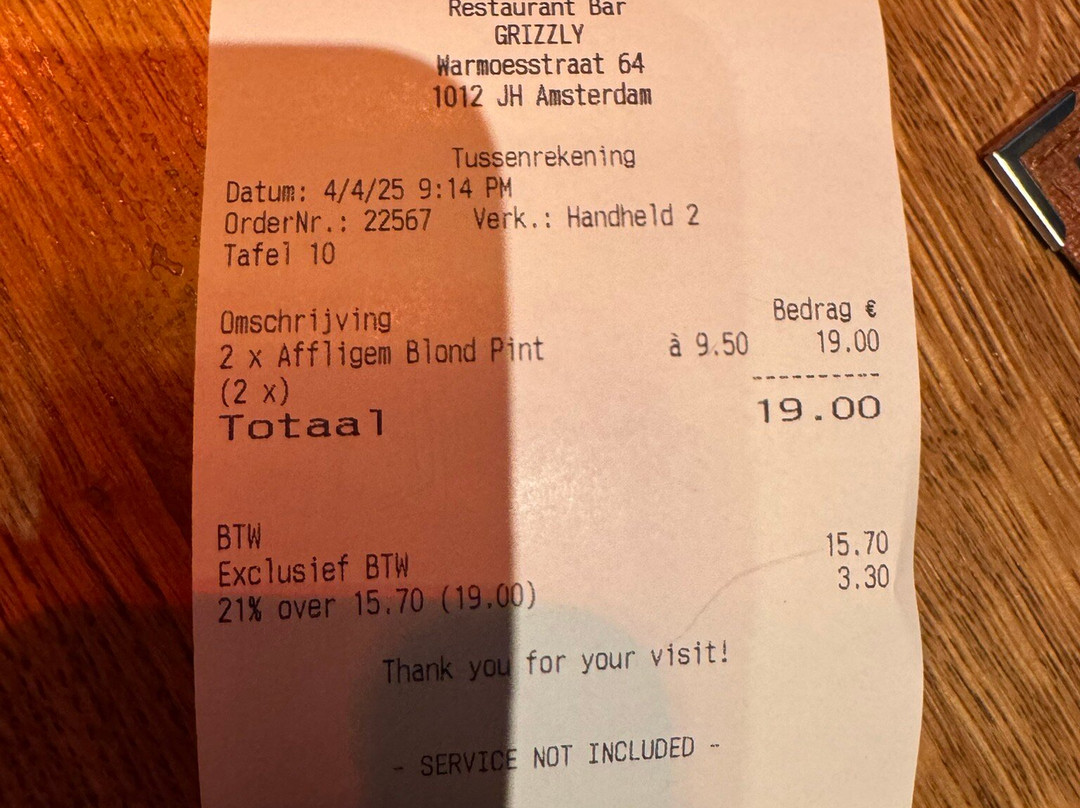 Restaurant Bar
GRIZZLY
Warmoesstraat 64
1012 JH Amsterdam
Tussenrekening
Datum: 4/4/25 9:14 PM
OrderNr.: 22567 Verk.: Handheld 2
Tafel 10
Omschrijving Bedrag €
2 x Affligem Blond Pint à 9.50 19.00
(2 x) ----------
Totaal 19.00
BTW
Exclusief BTW 15.70
21% over 15.70 (19.00) 3.30
Thank you for your visit!
- SERVICE NOT INCLUDED -